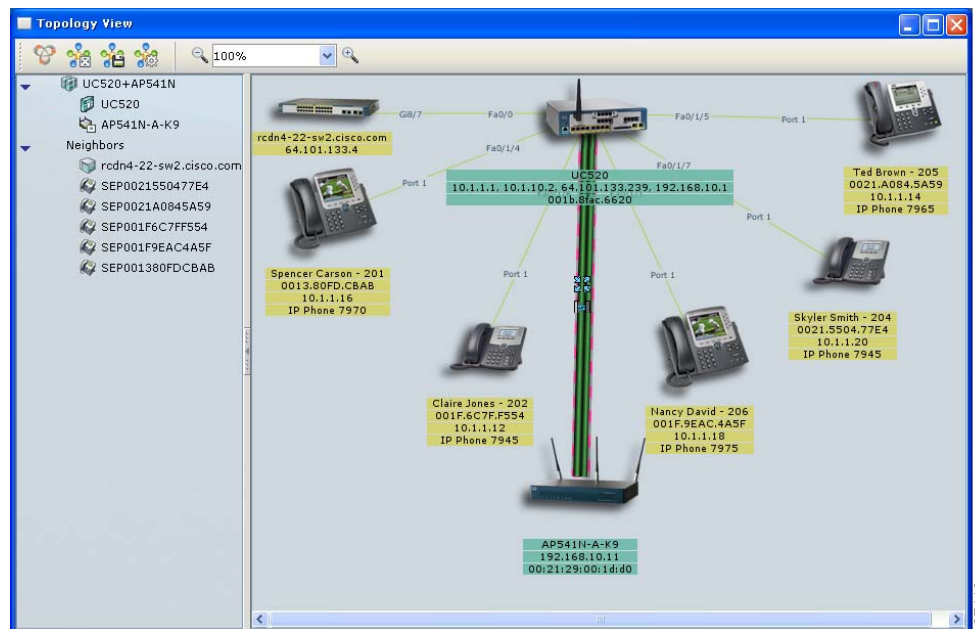 Topology View
100%
UC520+AP541N
UC520
AP541N-A-K9
Neighbors
rcdn4-22-sw2.cisco.com
SEP0021550477E4
SEP0021A0845A59
SEP001F6C7FF554
SEP001F9EAC4A5F
SEP001380FDCBAB
Gi8/7
Fa0/0
Fa0/1/5
Port 1
rcdn4-22-sw2.cisco.com
64.101.133.4
Fa0/1/4
Port 1
Fa0/1/7
UC520
10.1.1.1, 10.1.10.2, 64.101.133.239, 192.168.10.1
001b.8fac.6620
Ted Brown - 205
0021.A084.5A59
10.1.1.14
IP Phone 7965
Port 1
Spencer Carson - 201
0013.80FD.CBAB
10.1.1.16
IP Phone 7970
Port 1
Port 1
Skyler Smith - 204
0021.5504.77E4
10.1.1.20
IP Phone 7945
Claire Jones - 202
001F.6C7F.F554
10.1.1.12
IP Phone 7945
Nancy David - 206
001F.9EAC.4A5F
10.1.1.18
IP Phone 7975
AP541N-A-K9
192.168.10.11
00:21:29:00:1d:d0